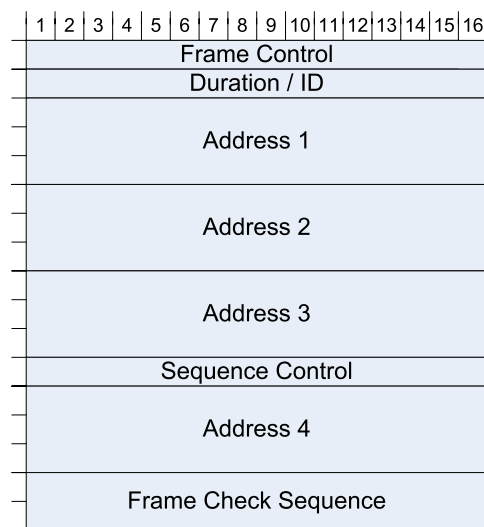 1 2 3 4 5 6 7 8 9 10 11 12 13 14 15 16
Frame Control
Duration / ID
Address 1
Address 2
Address 3
Sequence Control
Address 4
Frame Check Sequence